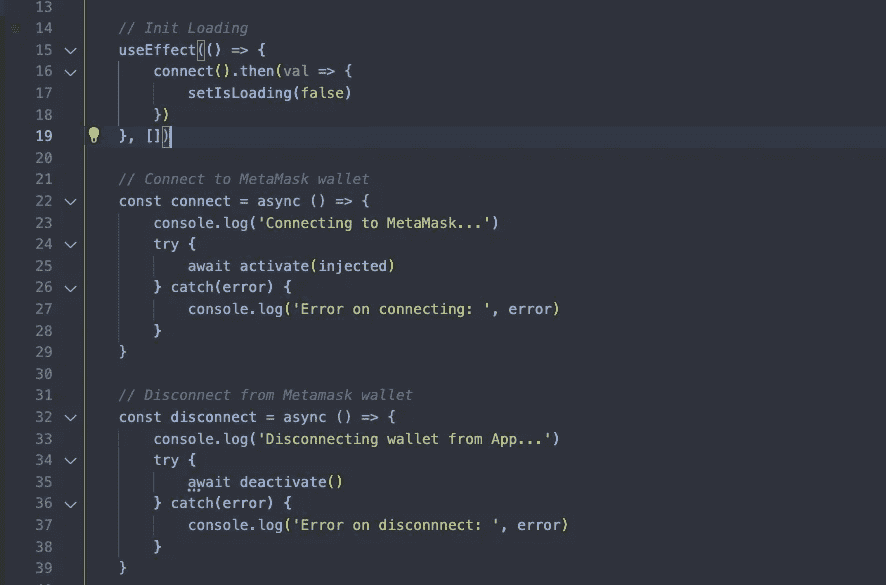 13
14 // Init Loading
15 useEffect(() => {
16     connect().then(val => {
17         setIsLoading(false)
18     })
19 }, [])
20
21 // Connect to MetaMask wallet
22 const connect = async () => {
23     console.log('Connecting to MetaMask...')
24     try {
25         await activate(injected)
26     } catch(error) {
27         console.log('Error on connecting: ', error)
28     }
29 }
30
31 // Disconnect from Metamask wallet
32 const disconnect = async () => {
33     console.log('Disconnecting wallet from App...')
34     try {
35         await deactivate()
36     } catch(error) {
37         console.log('Error on disconnnect: ', error)
38     }
39 }